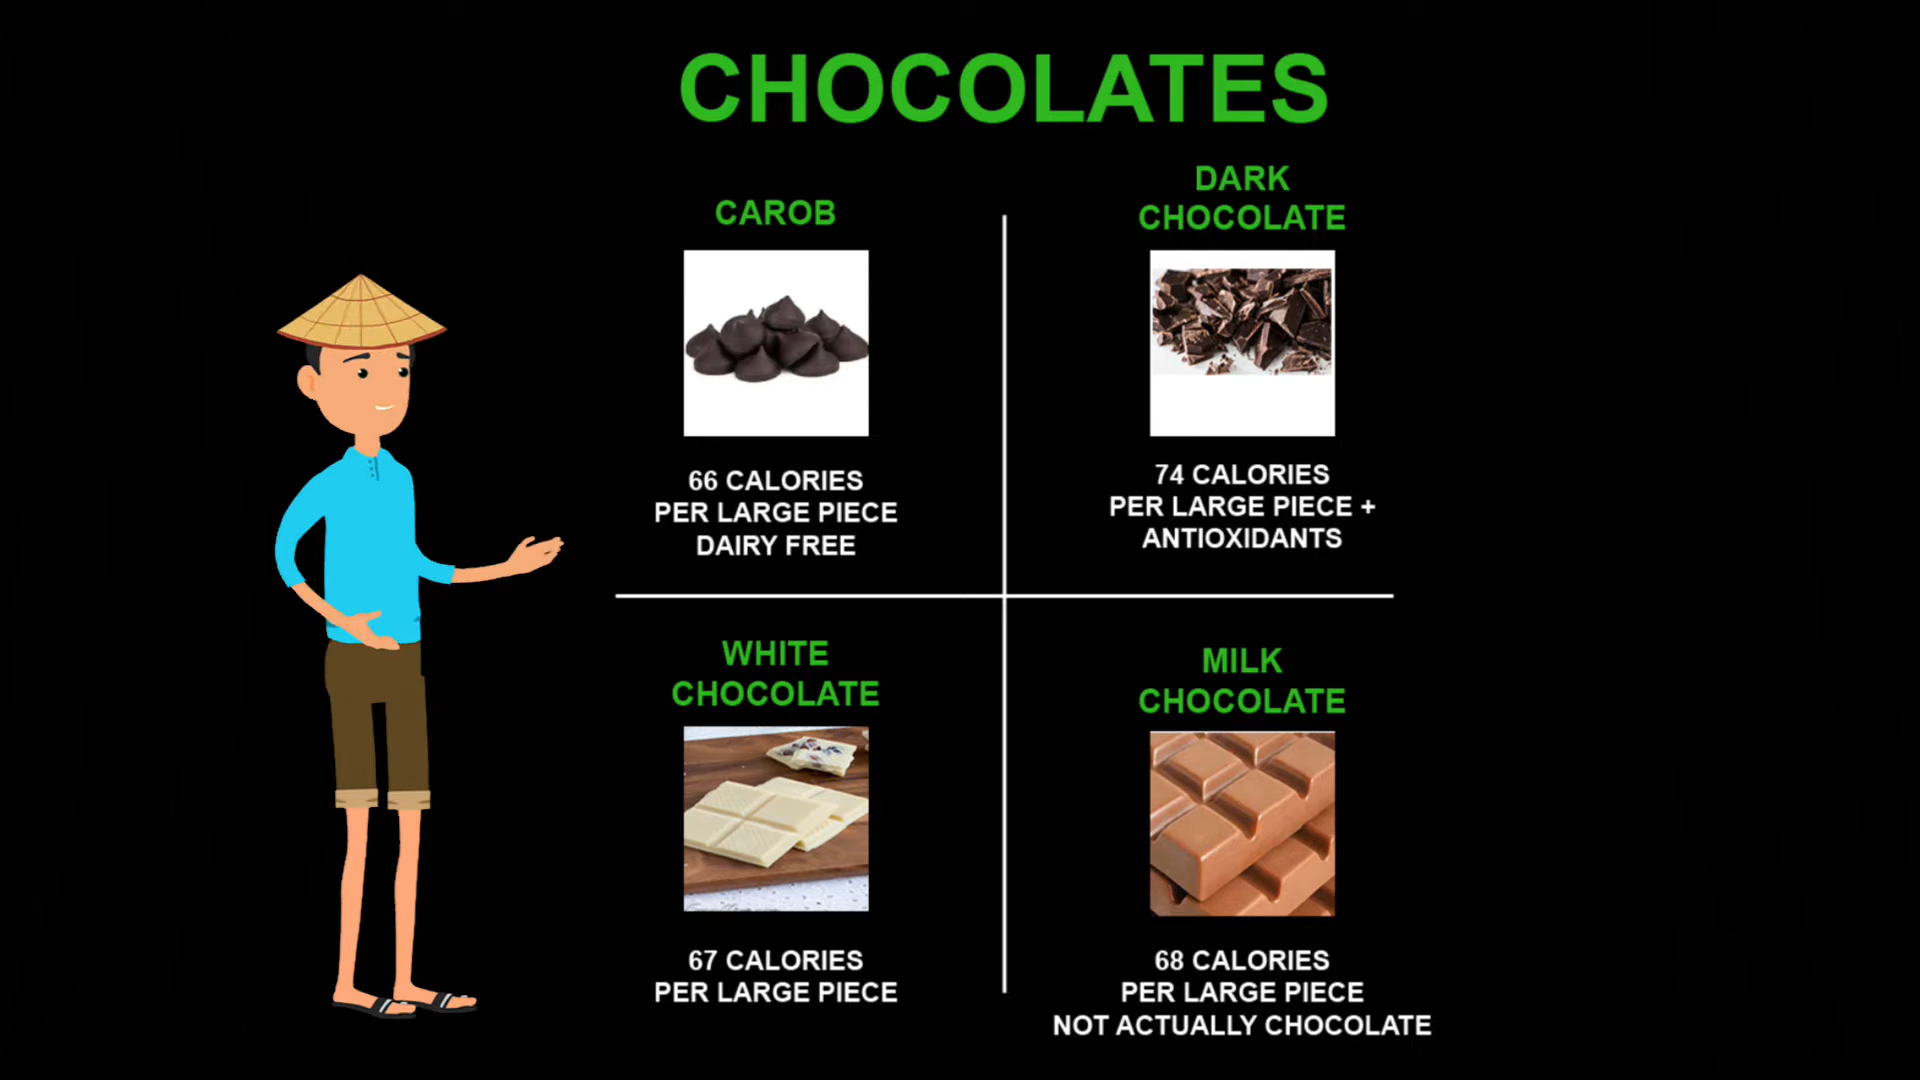 CHOCOLATES
CAROB
66 CALORIES
PER LARGE PIECE
DAIRY FREE
DARK
CHOCOLATE
74 CALORIES
PER LARGE PIECE +
ANTIOXIDANTS
WHITE
CHOCOLATE
67 CALORIES
PER LARGE PIECE
MILK
CHOCOLATE
68 CALORIES
PER LARGE PIECE
NOT ACTUALLY CHOCOLATE